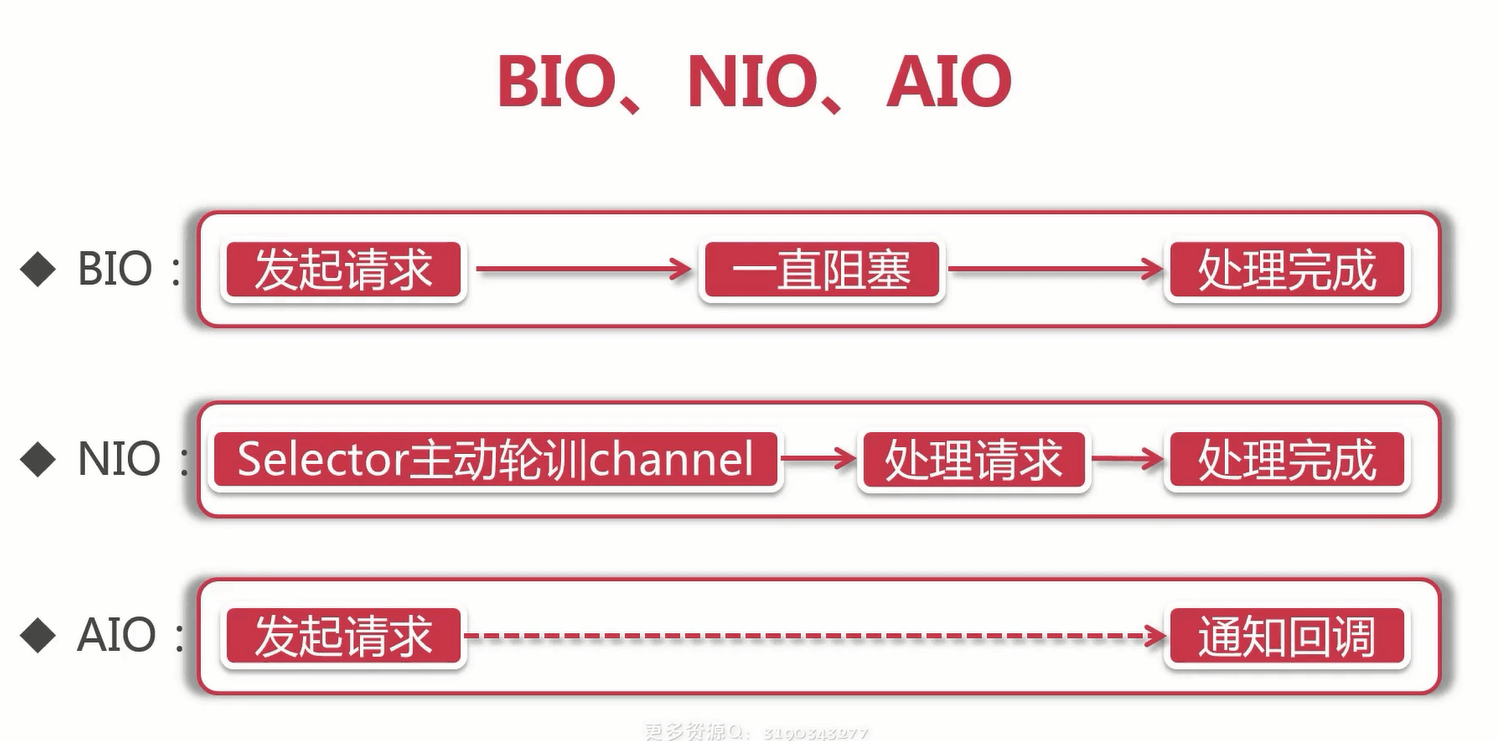 BIO、NIO、AIO
◆ BIO： 发起请求 一直阻塞 处理完成
◆ NIO： Selector主动轮训channel 处理请求 处理完成
◆ AIO： 发起请求 通知回调
更多资源Q：3190343277